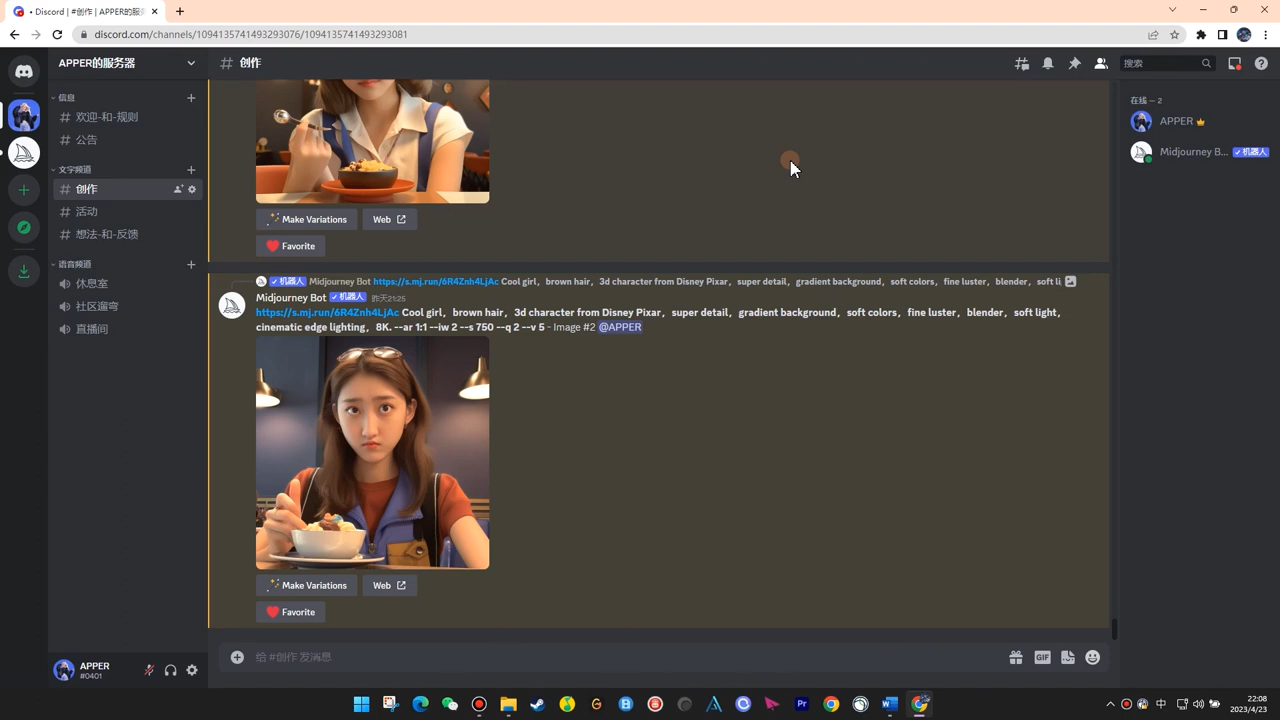 • Discord | #创作 | APPER的服务
discord.com/channels/1094135741493293076/1094135741493293081
APPER的服务器
创作
搜索
信息
欢迎-和-规则
公告
文字频道
创作
活动
想法-和-反馈
语音频道
休息室
社区遛弯
直播间
Make Variations
Web
Favorite
机器人 Midjourney Bot https://s.mj.run/6R4Znh4LjAc Cool girl，brown hair，3d character from Disney Pixar，super detail，gradient background，soft colors，fine luster，blender，soft li
Midjourney Bot 机器人 昨天21:25
https://s.mj.run/6R4Znh4LjAc Cool girl，brown hair，3d character from Disney Pixar，super detail，gradient background，soft colors，fine luster，blender，soft light，
cinematic edge lighting，8K. --ar 1:1 --iw 2 --s 750 --q 2 --v 5 - Image #2 @APPER
Make Variations
Web
Favorite
给 #创作 发消息
GIF
在线 — 2
APPER
Midjourney B... 机器人
APPER
#0401
Pr
W
中
22:08
2023/4/23